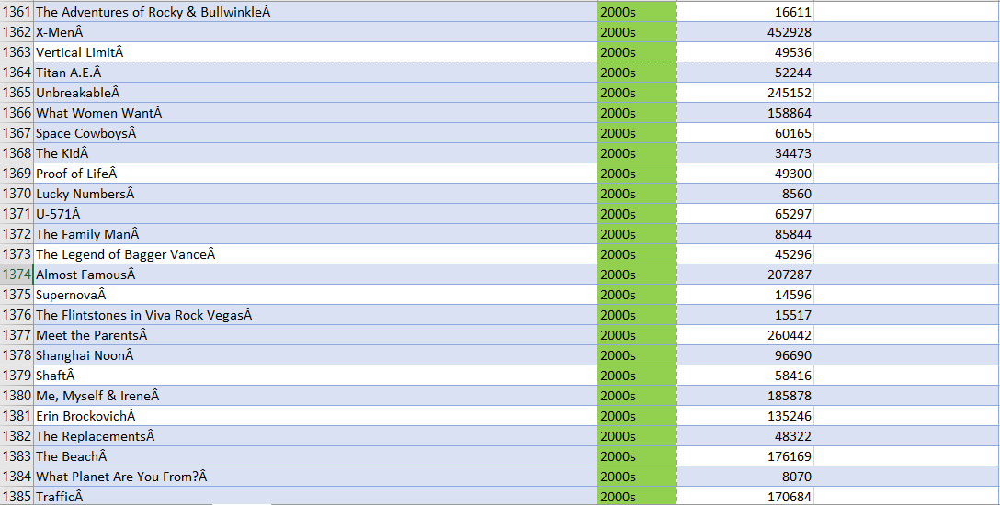 1361 The Adventures of Rocky & BullwinkleÂ 2000s 16611
1362 X-MenÂ 2000s 452928
1363 Vertical LimitÂ 2000s 49536
1364 Titan A.E.Â 2000s 52244
1365 UnbreakableÂ 2000s 245152
1366 What Women WantÂ 2000s 158864
1367 Space CowboysÂ 2000s 60165
1368 The KidÂ 2000s 34473
1369 Proof of LifeÂ 2000s 49300
1370 Lucky NumbersÂ 2000s 8560
1371 U-571Â 2000s 65297
1372 The Family ManÂ 2000s 85844
1373 The Legend of Bagger VanceÂ 2000s 45296
1374 Almost FamousÂ 2000s 207287
1375 SupernovaÂ 2000s 14596
1376 The Flintstones in Viva Rock VegasÂ 2000s 15517
1377 Meet the ParentsÂ 2000s 260442
1378 Shanghai NoonÂ 2000s 96690
1379 ShaftÂ 2000s 58416
1380 Me, Myself & IreneÂ 2000s 185878
1381 Erin BrockovichÂ 2000s 135246
1382 The ReplacementsÂ 2000s 48322
1383 The BeachÂ 2000s 176169
1384 What Planet Are You From?Â 2000s 8070
1385 TrafficÂ 2000s 170684